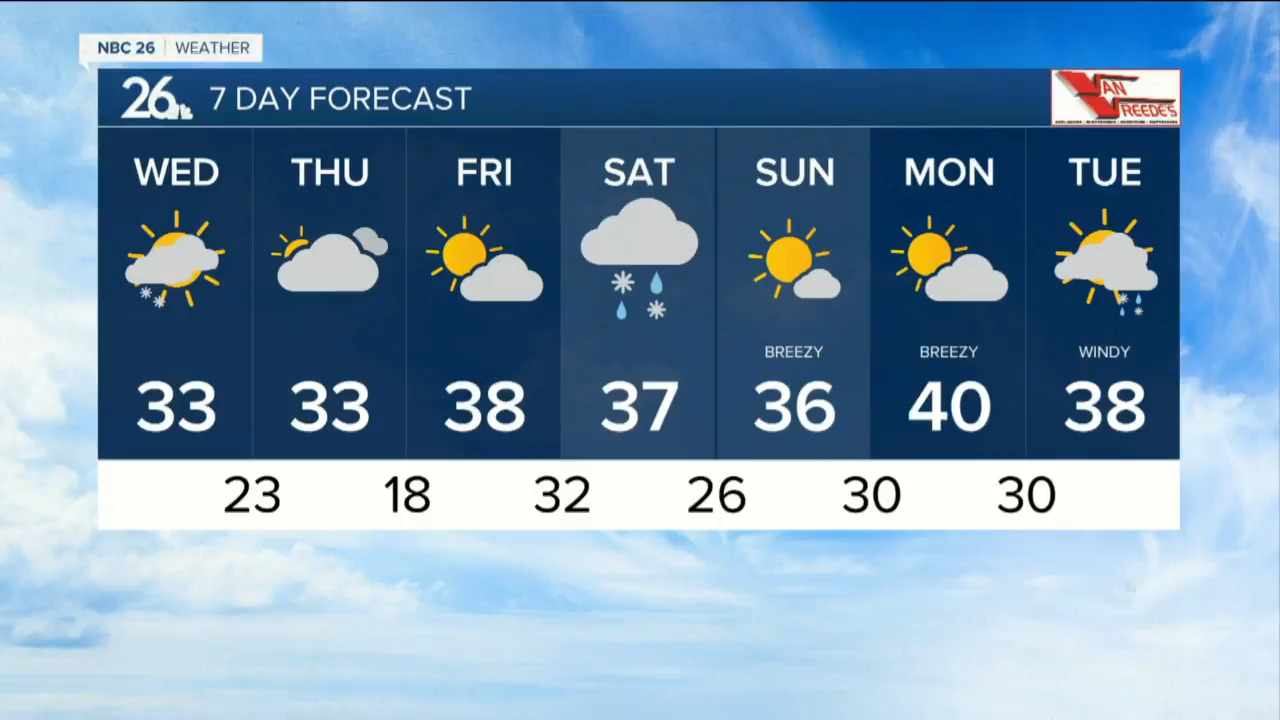 NBC 26 | WEATHER
26 7 DAY FORECAST
VAN
VREEDE'S
WED THU FRI SAT SUN MON TUE
BREEZY BREEZY WINDY
33 33 38 37 36 40 38
23 18 32 26 30 30